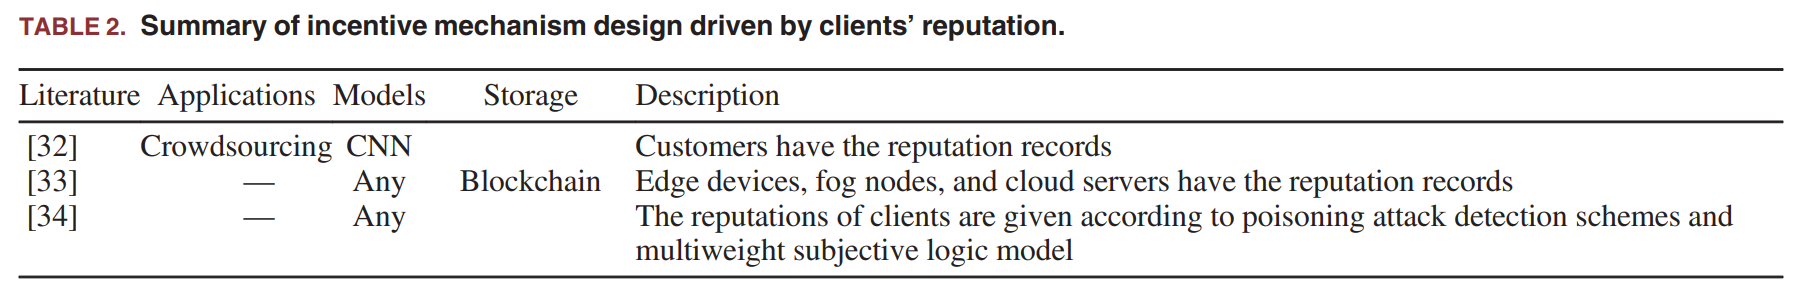 TABLE 2. Summary of incentive mechanism design driven by clients’ reputation.
Literature Applications Models Storage Description
[32] Crowdsourcing CNN Customers have the reputation records
[33] — Any Blockchain Edge devices, fog nodes, and cloud servers have the reputation records
[34] — Any The reputations of clients are given according to poisoning attack detection schemes and
multiweight subjective logic model